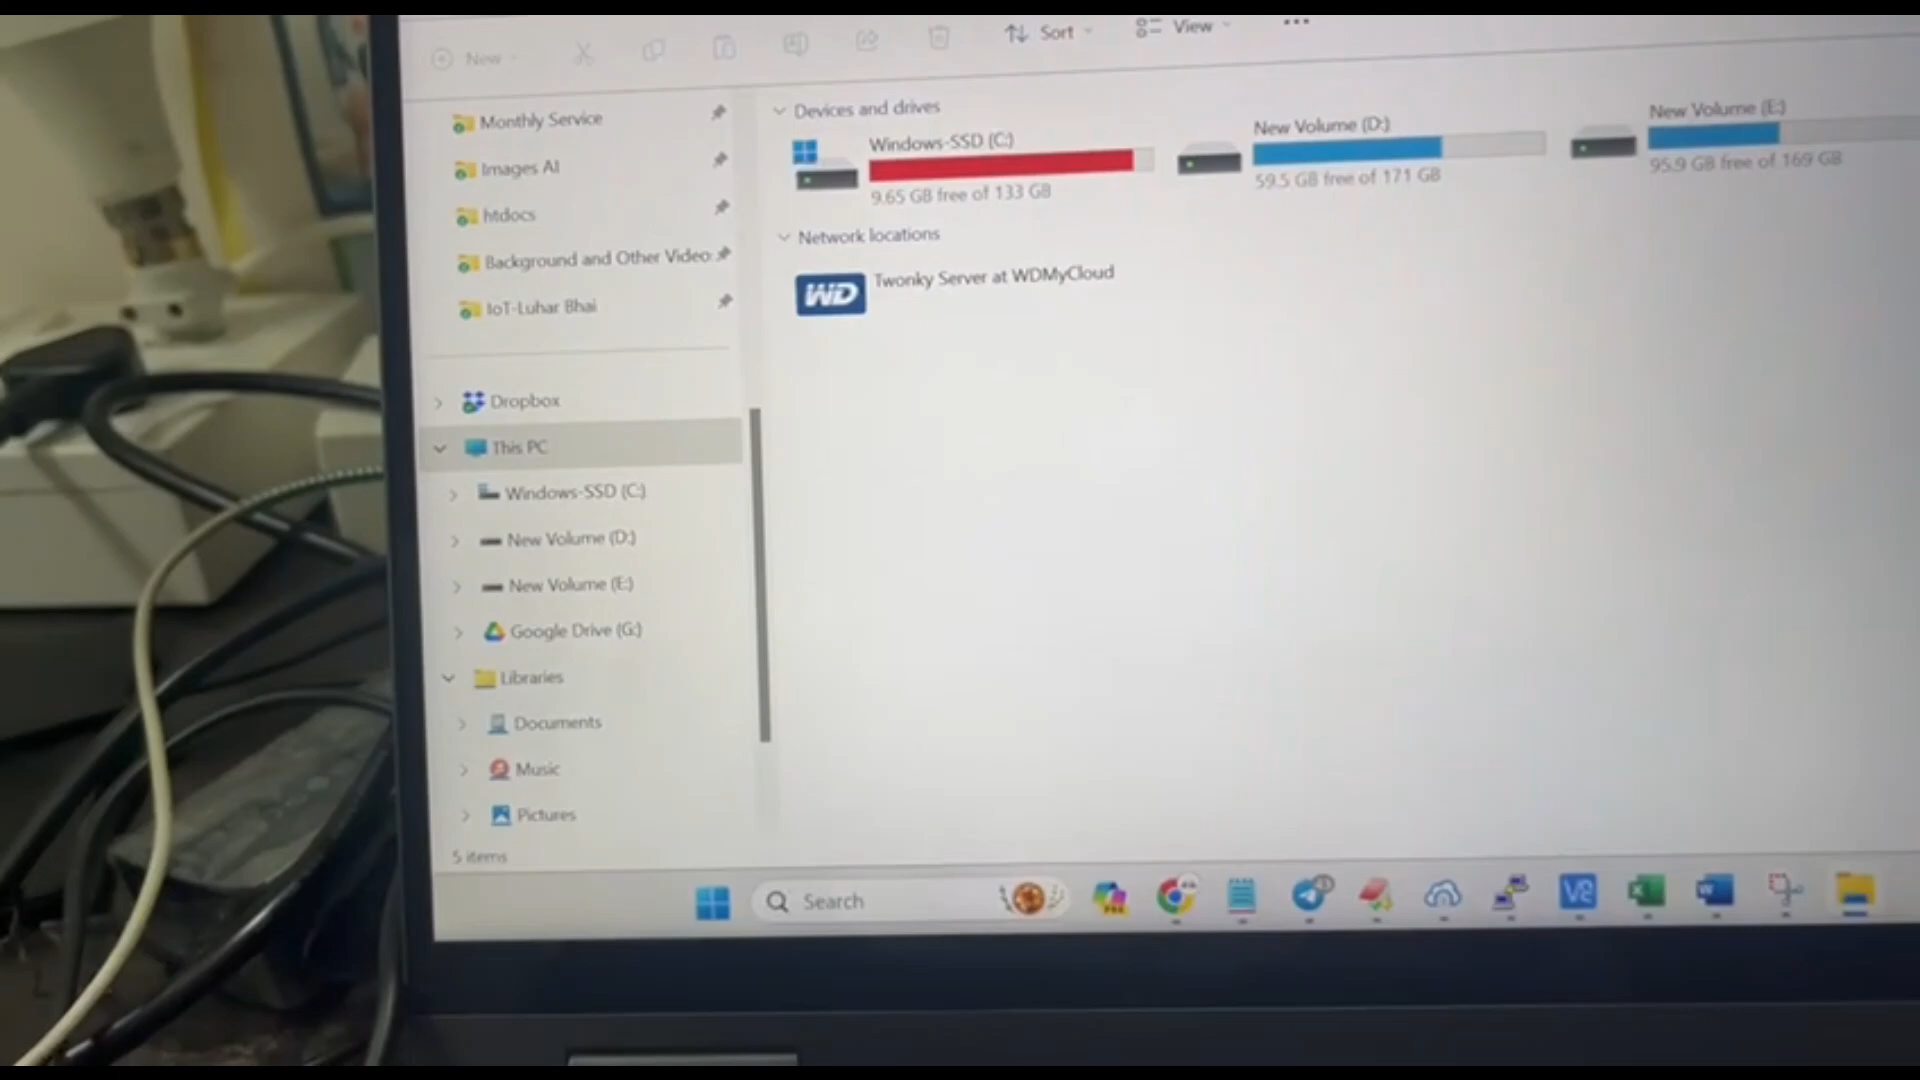 New
Sort
View
Monthly Service
Images AI
htdocs
Background and Other Video
IoT-Luhar Bhai
Dropbox
This PC
Windows-SSD (C:)
New Volume (D:)
New Volume (E:)
Google Drive (G:)
Libraries
Documents
Music
Pictures
5 items
Devices and drives
Windows-SSD (C:)
9.65 GB free of 133 GB
New Volume (D:)
59.5 GB free of 171 GB
New Volume (E:)
95.9 GB free of 169 GB
Network locations
WD
Twonky Server at WDMyCloud
Search